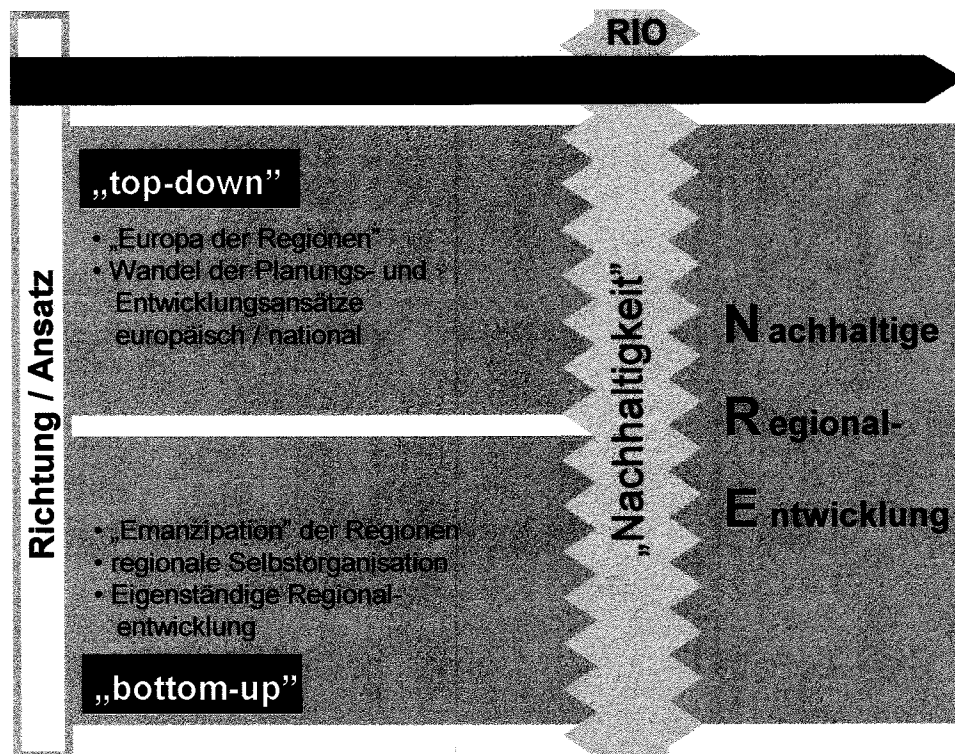 RIO
„top-down”
• „Europa der Regionen”
• Wandel der Planungs- und
Entwicklungsansätze
europäisch / national
• „Emanzipation” der Regionen
• regionale Selbstorganisation
• Eigenständige Regional-
entwicklung
„bottom-up”
Richtung / Ansatz
„Nachhaltigkeit”
Nachhaltige
Regional-
Entwicklung